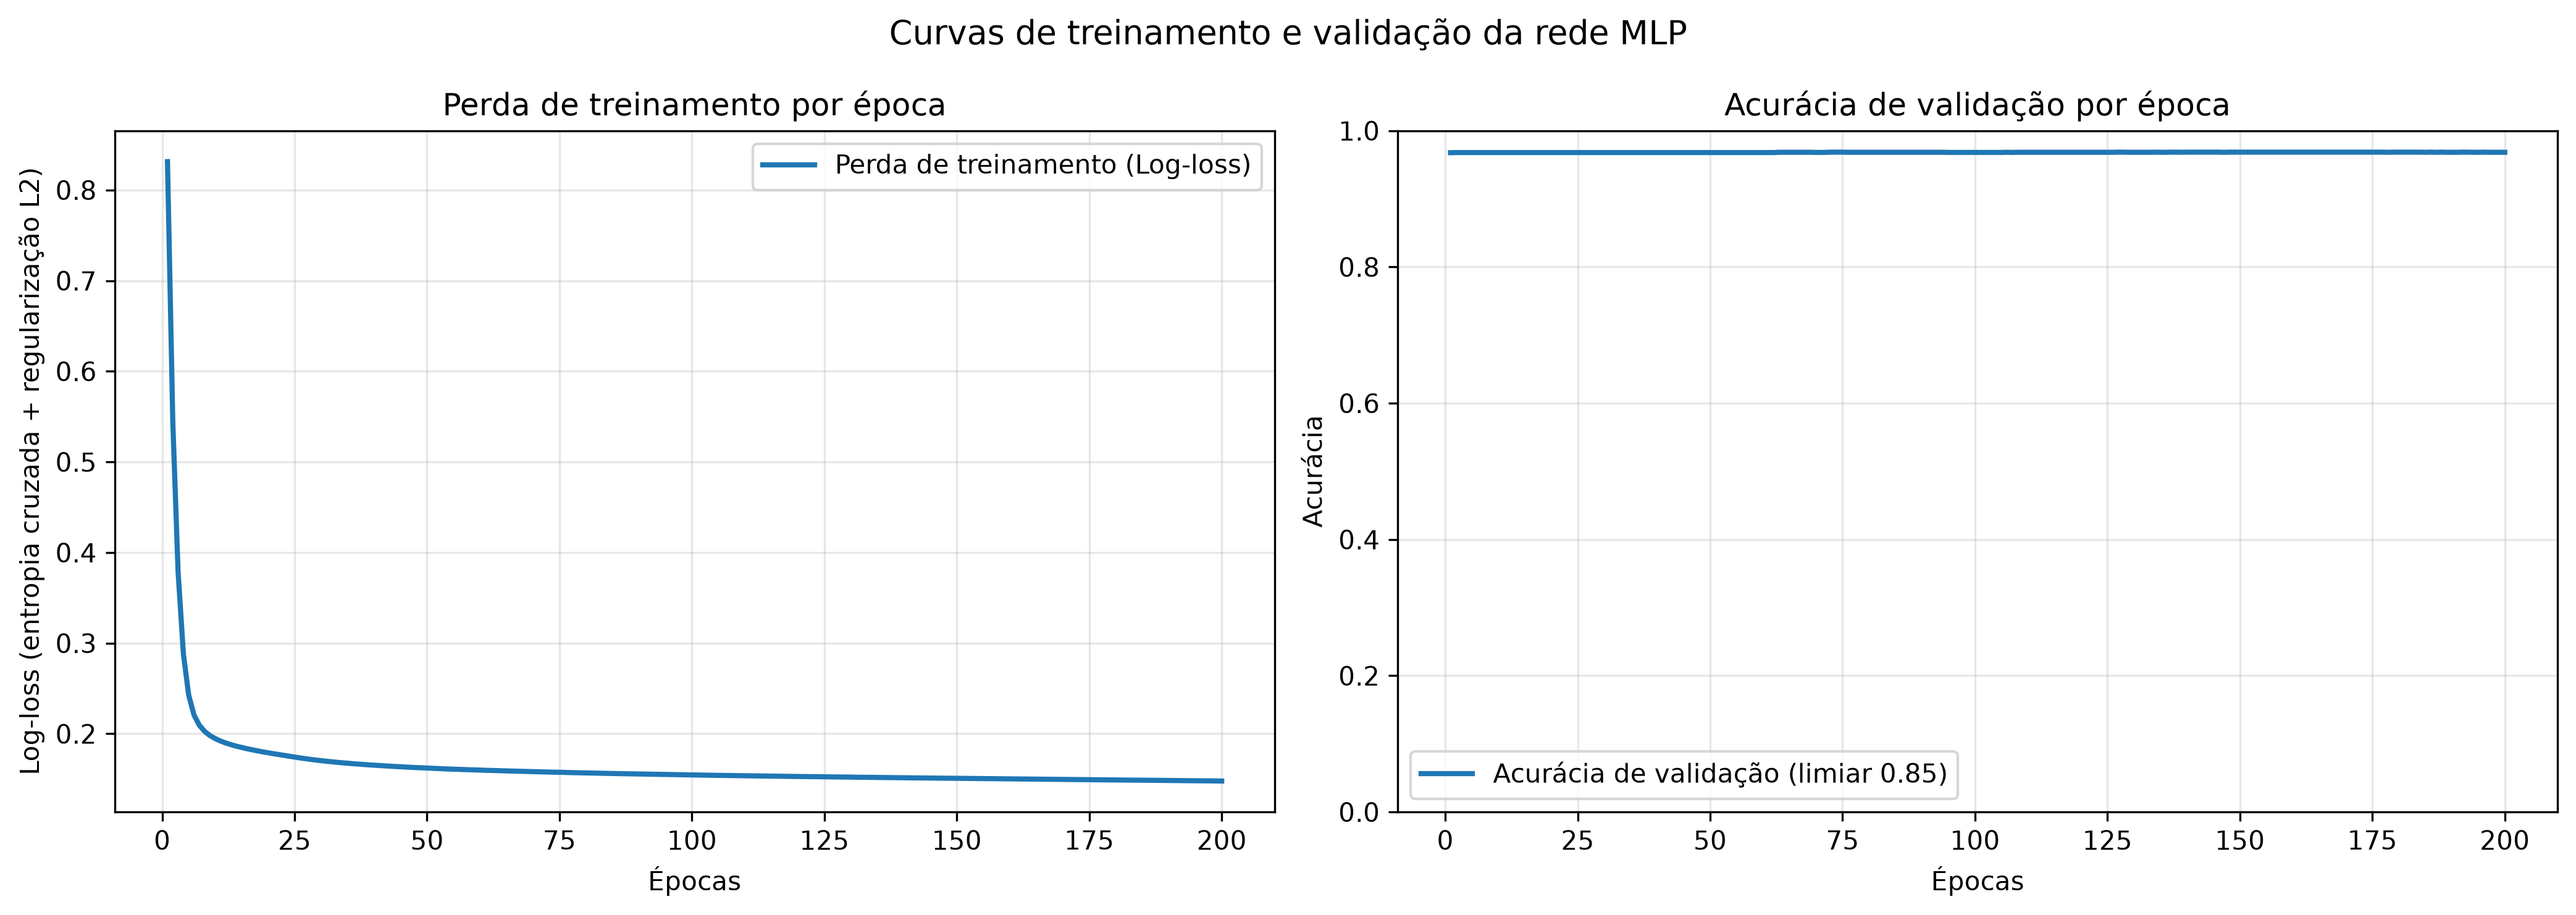 Curvas de treinamento e validação da rede MLP
Perda de treinamento por época
Log-loss (entropia cruzada + regularização L2)
0.8
0.7
0.6
0.5
0.4
0.3
0.2
Perda de treinamento (Log-loss)
0 25 50 75 100 125 150 175 200
Épocas
Acurácia de validação por época
Acurácia
1.0
0.8
0.6
0.4
0.2
0.0
Acurácia de validação (limiar 0.85)
0 25 50 75 100 125 150 175 200
Épocas